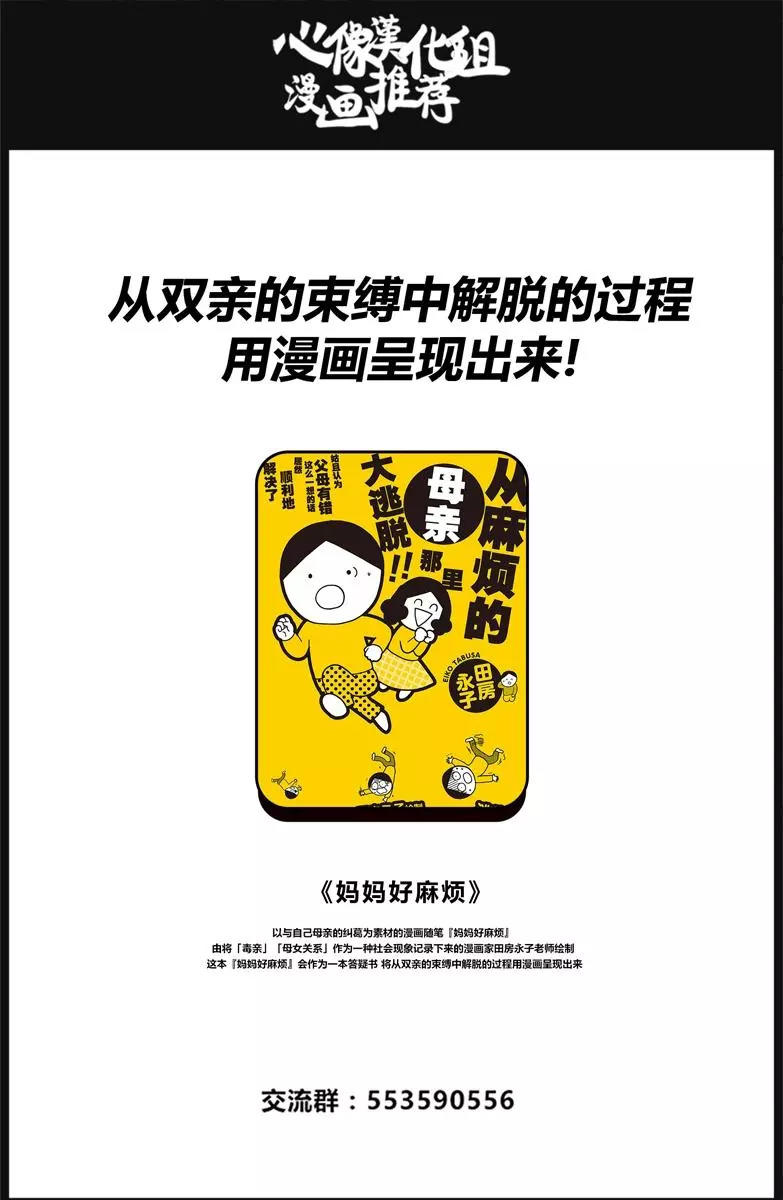 心像漢化组
漫画推荐
从双亲的束缚中解脱的过程
用漫画呈现出来!
从麻烦的
母亲
那里
大逃脱!!
姑且认为
父母有错
这么一想的话
居然
顺利地
解决了
EIKO TABUSA
田房
永子
《妈妈好麻烦》
以与自己母亲的纠葛为素材的漫画随笔『妈妈好麻烦』
由将「毒亲」「母女关系」作为一种社会现象记录下来的漫画家田房永子老师绘制
这本『妈妈好麻烦』会作为一本答疑书 将从双亲的束缚中解脱的过程用漫画呈现出来
交流群：553590556